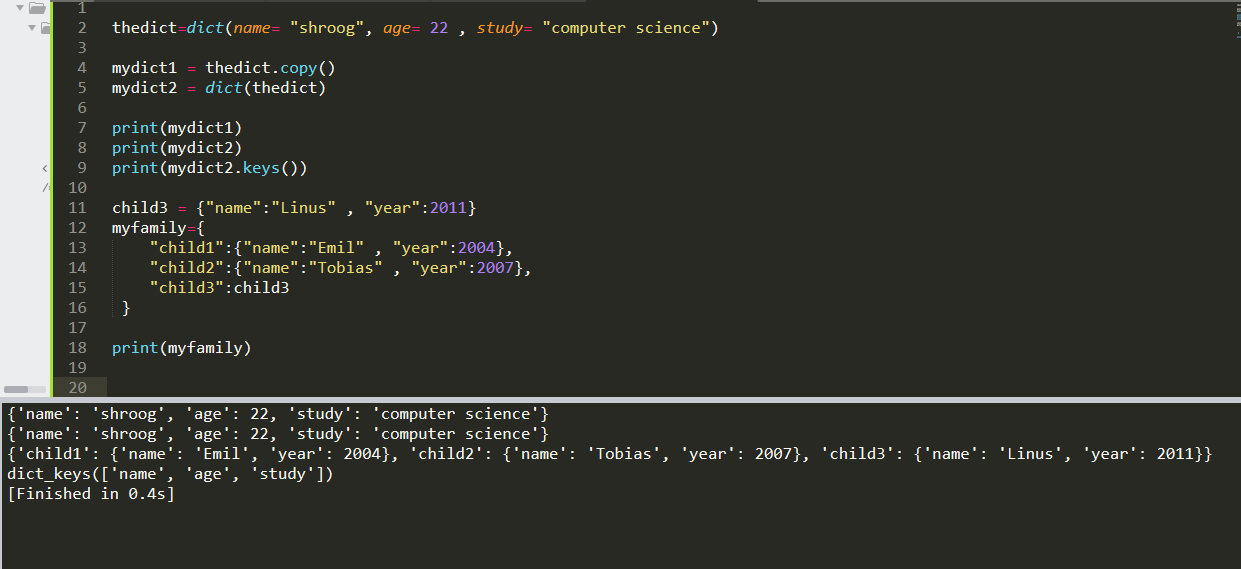 1
2 thedict=dict(name= "shroog", age= 22 , study= "computer science")
3
4 mydict1 = thedict.copy()
5 mydict2 = dict(thedict)
6
7 print(mydict1)
8 print(mydict2)
9 print(mydict2.keys())
10
11 child3 = {"name":"Linus" , "year":2011}
12 myfamily={
13 "child1":{"name":"Emil" , "year":2004},
14 "child2":{"name":"Tobias" , "year":2007},
15 "child3":child3
16 }
17
18 print(myfamily)
19
20
{'name': 'shroog', 'age': 22, 'study': 'computer science'}
{'name': 'shroog', 'age': 22, 'study': 'computer science'}
{'child1': {'name': 'Emil', 'year': 2004}, 'child2': {'name': 'Tobias', 'year': 2007}, 'child3': {'name': 'Linus', 'year': 2011}}
dict_keys(['name', 'age', 'study'])
[Finished in 0.4s]